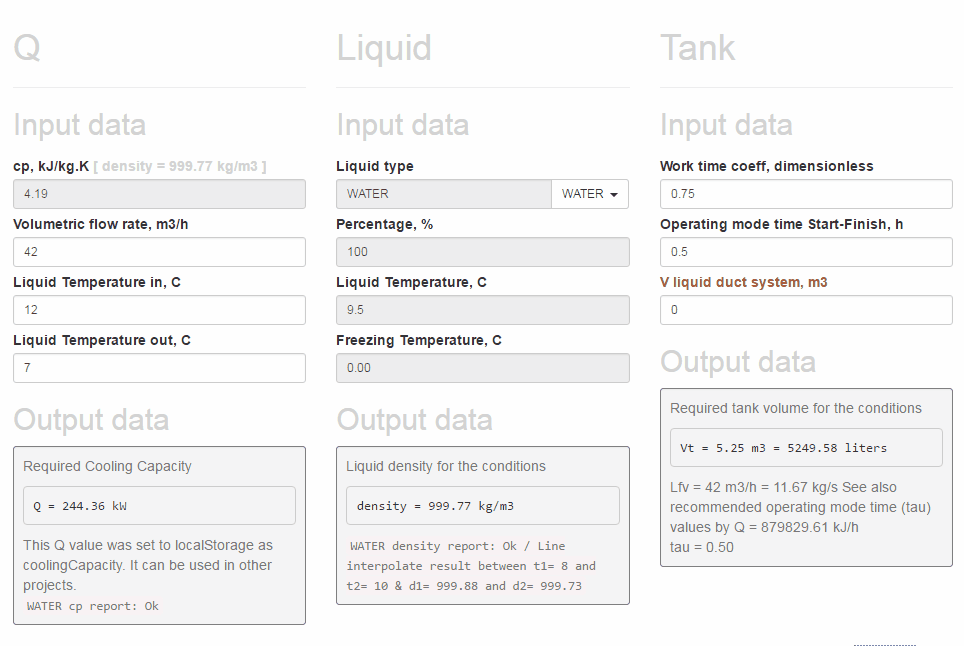 Q
Input data
cp, kJ/kg.K [ density = 999.77 kg/m3 ]
4.19
Volumetric flow rate, m3/h
42
Liquid Temperature in, C
12
Liquid Temperature out, C
7
Output data
Required Cooling Capacity
Q = 244.36 kW
This Q value was set to localStorage as
coolingCapacity. It can be used in other
projects.
WATER cp report: Ok
Liquid
Input data
Liquid type
WATER WATER
Percentage, %
100
Liquid Temperature, C
9.5
Freezing Temperature, C
0.00
Output data
Liquid density for the conditions
density = 999.77 kg/m3
WATER density report: Ok / Line
interpolate result between t1= 8 and
t2= 10 & d1= 999.88 and d2= 999.73
Tank
Input data
Work time coeff, dimensionless
0.75
Operating mode time Start-Finish, h
0.5
V liquid duct system, m3
0
Output data
Required tank volume for the conditions
Vt = 5.25 m3 = 5249.58 liters
Lfv = 42 m3/h = 11.67 kg/s See also
recommended operating mode time (tau)
values by Q = 879829.61 kJ/h
tau = 0.50